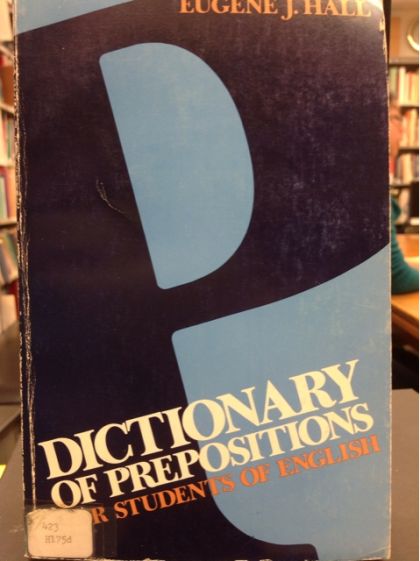 EUGENE J. HALL
DICTIONARY
OF PREPOSITIONS
R STUDENTS OF ENGLISH
423
H175d